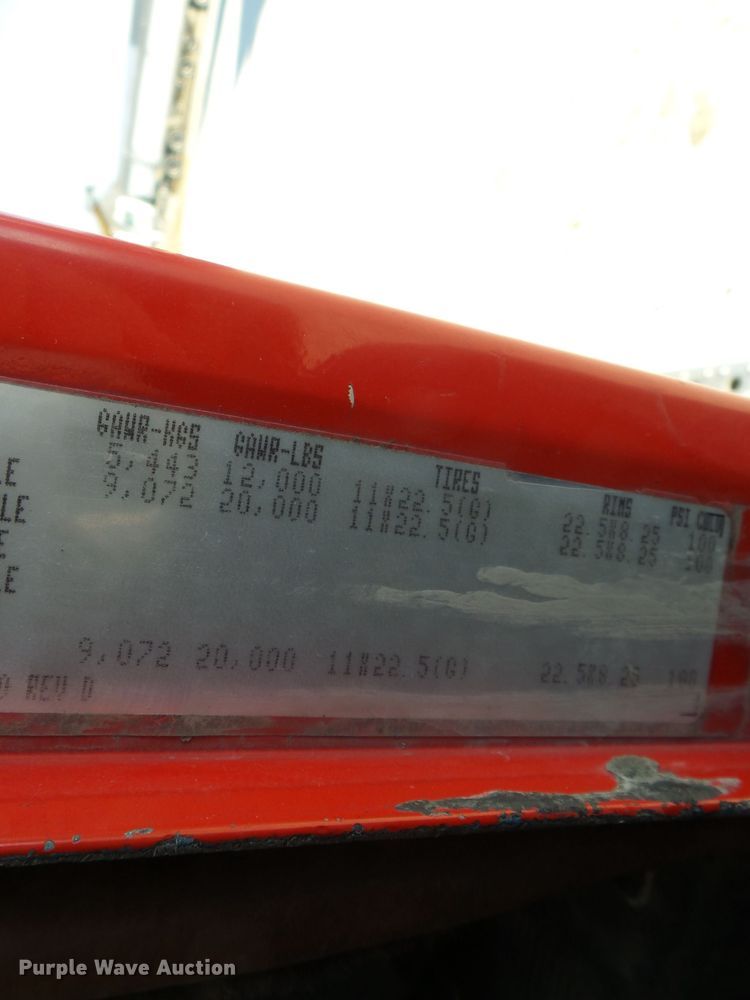 GAWR-KGS GAWR-LBS TIRES RIMS PSI
LE 5,443 12,000 11R22.5(G) 22.5X8.25 100
LE 9,072 20,000 11R22.5(G) 22.5X8.25 100
E
LE
9,072 20,000 11R22.5(G) 22.5X8.25 100
REV D
Purple Wave Auction